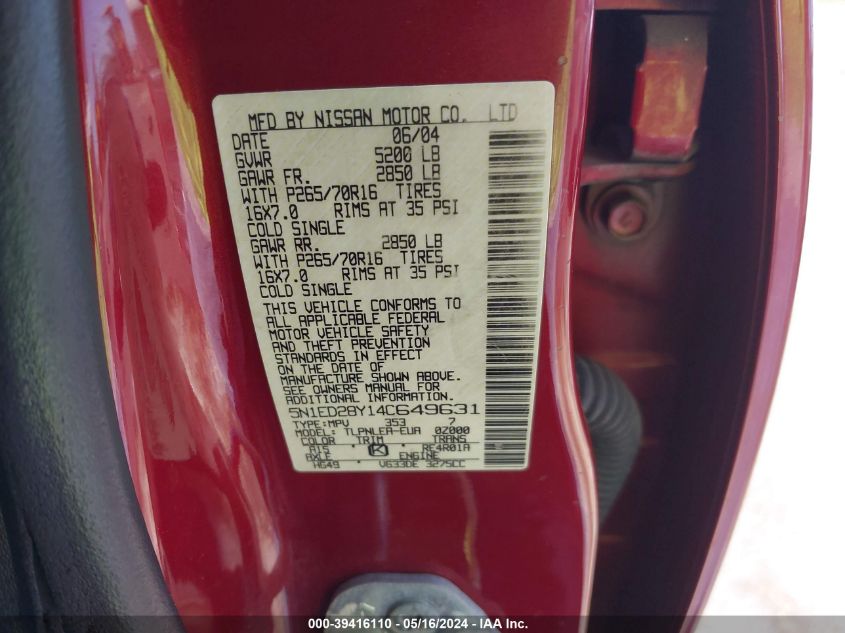 MFD BY NISSAN MOTOR CO., LTD
DATE 06/04
GVWR 5200 LB
GAWR FR. 2850 LB
WITH P265/70R16 TIRES
16X7.0 RIMS AT 35 PSI
COLD SINGLE
GAWR RR. 2850 LB
WITH P265/70R16 TIRES
16X7.0 RIMS AT 35 PSI
COLD SINGLE
THIS VEHICLE CONFORMS TO
ALL APPLICABLE FEDERAL
MOTOR VEHICLE SAFETY
AND THEFT PREVENTION
STANDARDS IN EFFECT
ON THE DATE OF
MANUFACTURE SHOWN ABOVE.
SEE OWNERS MANUAL FOR
ADDITIONAL INFORMATION.
5N1ED28Y14C649631
TYPE:MPV 353 7
MODEL: TLPNLEA-EUA 0Z000
COLOR TRIM TRANS
A15 K RE4R01A
AXLE ENGINE
HG49 VG33DE 3275CC
000-39416110 - 05/16/2024 - IAA Inc.